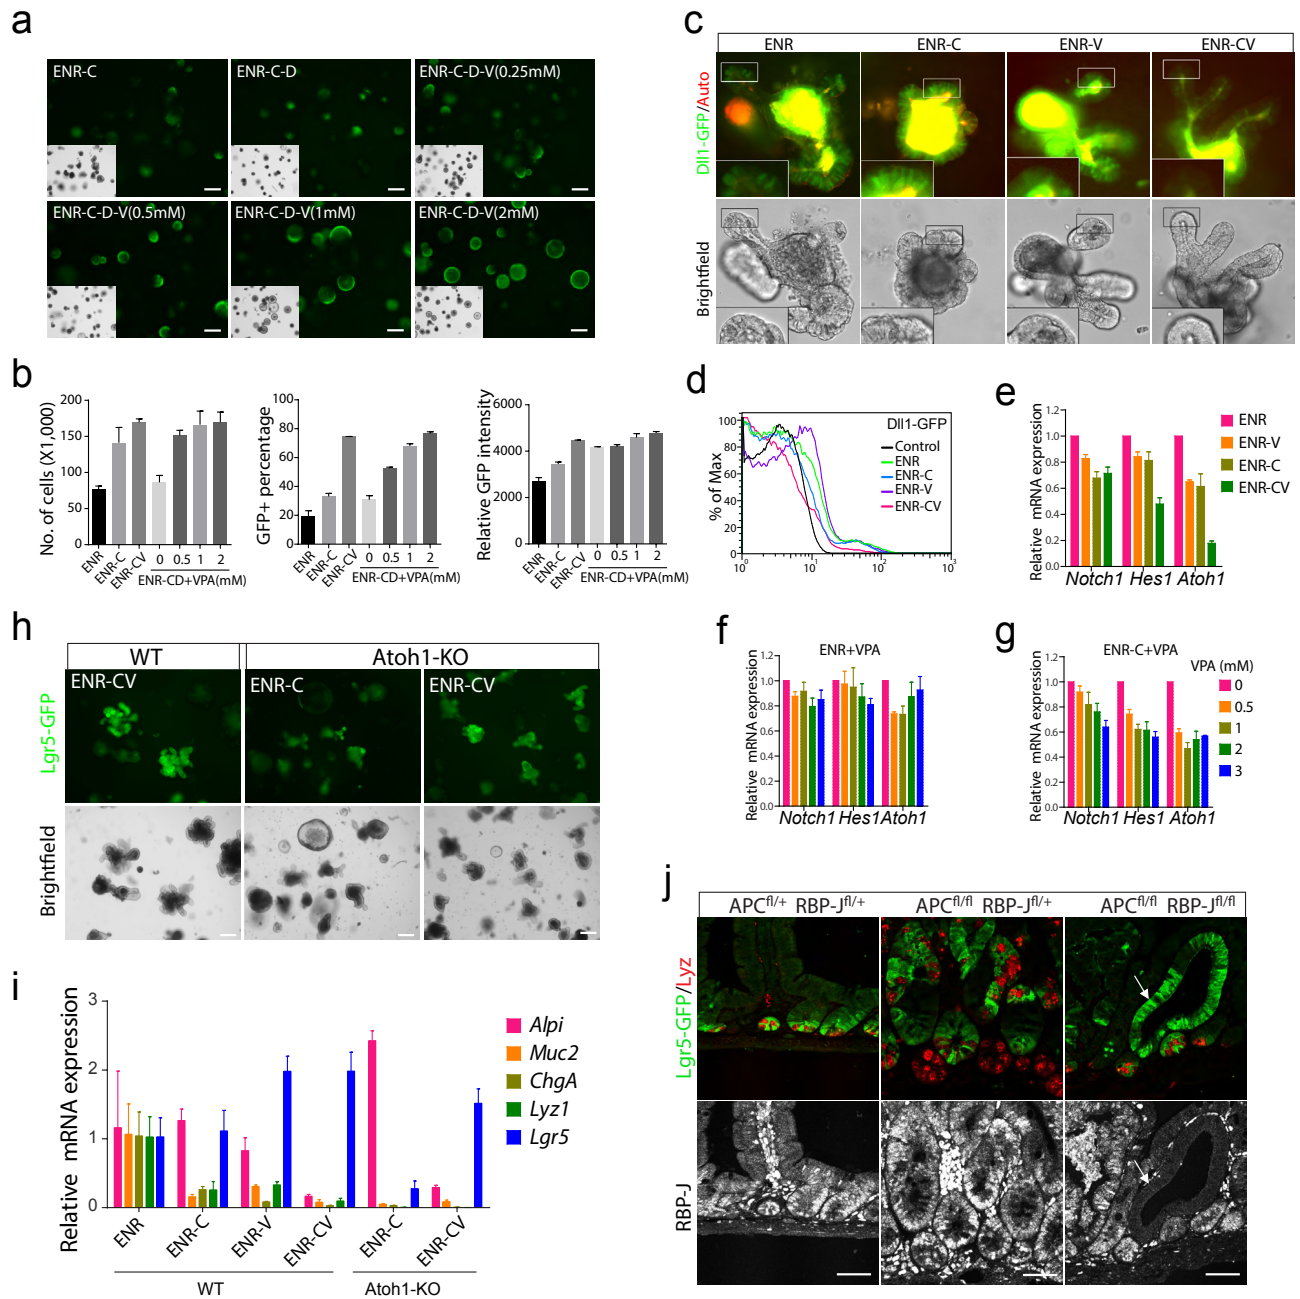 a
ENR-C
ENR-C-D
ENR-C-D-V(0.25mM)
ENR-C-D-V(0.5mM)
ENR-C-D-V(1mM)
ENR-C-D-V(2mM)
b
No. of cells (X1,000)
200
150
100
50
0
ENR
ENR-C
ENR-CV
0
0.5
1
2
ENR-CD+VPA(mM)
GFP+ percentage
100
80
60
40
20
0
ENR
ENR-C
ENR-CV
0
0.5
1
2
ENR-CD+VPA(mM)
Relative GFP intensity
6000
4000
2000
0
ENR
ENR-C
ENR-CV
0
0.5
1
2
ENR-CD+VPA(mM)
c
ENR
ENR-C
ENR-V
ENR-CV
Dll1-GFP/Auto
Brightfield
d
% of Max
100
80
60
40
20
0
10⁰
10¹
10²
10³
Dll1-GFP
Control
ENR
ENR-C
ENR-V
ENR-CV
e
Relative mRNA expression
1.2
1.0
0.8
0.6
0.4
0.2
0.0
Notch1 Hes1 Atoh1
ENR
ENR-V
ENR-C
ENR-CV
f
ENR+VPA
Relative mRNA expression
1.2
1.0
0.8
0.6
0.4
0.2
0.0
Notch1 Hes1 Atoh1
g
ENR-C+VPA
Relative mRNA expression
1.2
1.0
0.8
0.6
0.4
0.2
0.0
Notch1 Hes1 Atoh1
VPA (mM)
0
0.5
1
2
3
h
WT
Atoh1-KO
ENR-CV
ENR-C
ENR-CV
Lgr5-GFP
Brightfield
i
Relative mRNA expression
3
2
1
0
ENR
ENR-C
ENR-V
ENR-CV
ENR-C
ENR-CV
WT
Atoh1-KO
Alpi
Muc2
ChgA
Lyz1
Lgr5
j
APCfl/+ RBP-Jfl/+
APCfl/fl RBP-Jfl/+
APCfl/fl RBP-Jfl/fl
Lgr5-GFP/Lyz
RBP-J